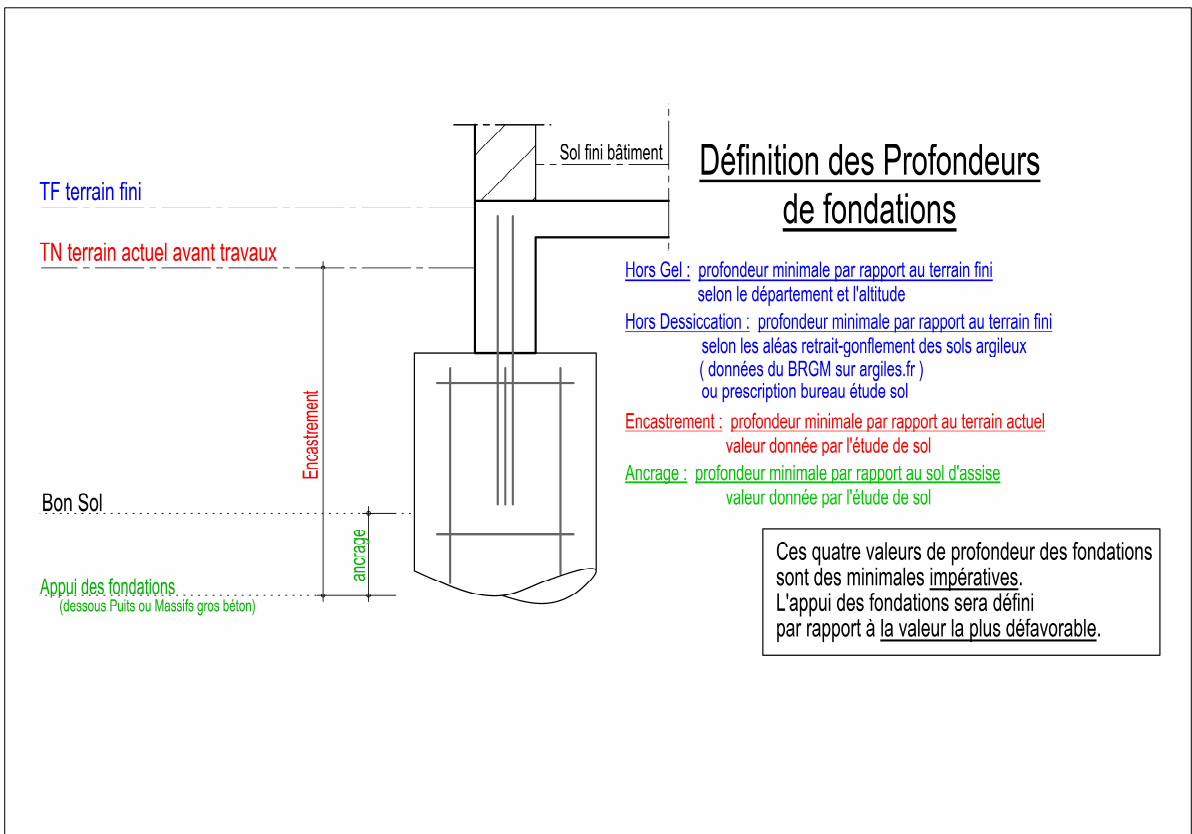 Sol fini bâtiment
Définition des Profondeurs
de fondations
TF terrain fini
TN terrain actuel avant travaux
Hors Gel : profondeur minimale par rapport au terrain fini
selon le département et l'altitude
Hors Dessiccation : profondeur minimale par rapport au terrain fini
selon les aléas retrait-gonflement des sols argileux
( données du BRGM sur argiles.fr )
ou prescription bureau étude sol
Encastrement : profondeur minimale par rapport au terrain actuel
valeur donnée par l'étude de sol
Ancrage : profondeur minimale par rapport au sol d'assise
valeur donnée par l'étude de sol
Encastrement
Bon Sol
ancrage
Appui des fondations
(dessous Puits ou Massifs gros béton)
Ces quatre valeurs de profondeur des fondations
sont des minimales impératives.
L'appui des fondations sera défini
par rapport à la valeur la plus défavorable.